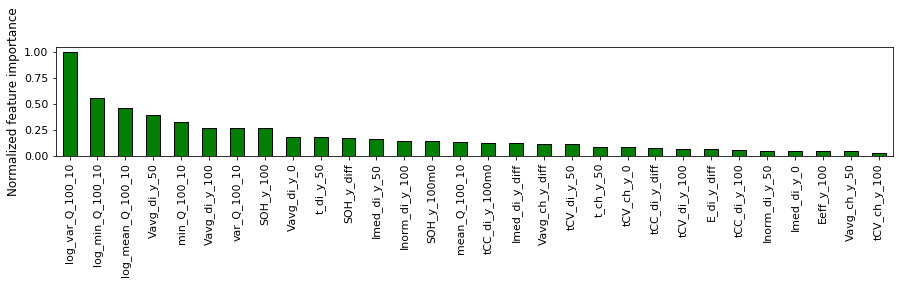 Normalized feature importance
1.00
0.75
0.50
0.25
0.00
log_var_Q_100_10
log_min_Q_100_10
log_mean_Q_100_10
Vavg_di_y_50
min_Q_100_10
Vavg_di_y_100
var_Q_100_10
SOH_y_100
Vavg_di_y_0
t_di_y_50
SOH_y_diff
Imed_di_y_50
Inorm_di_y_100
SOH_y_100m0
mean_Q_100_10
tCC_di_y_100m0
Imed_di_y_diff
Vavg_ch_y_diff
tCV_di_y_50
t_ch_y_50
tCV_ch_y_0
tCC_di_y_diff
tCV_di_y_100
E_di_y_diff
tCC_di_y_100
Inorm_di_y_50
Imed_di_y_0
Eeff_y_100
Vavg_ch_y_50
tCV_ch_y_100